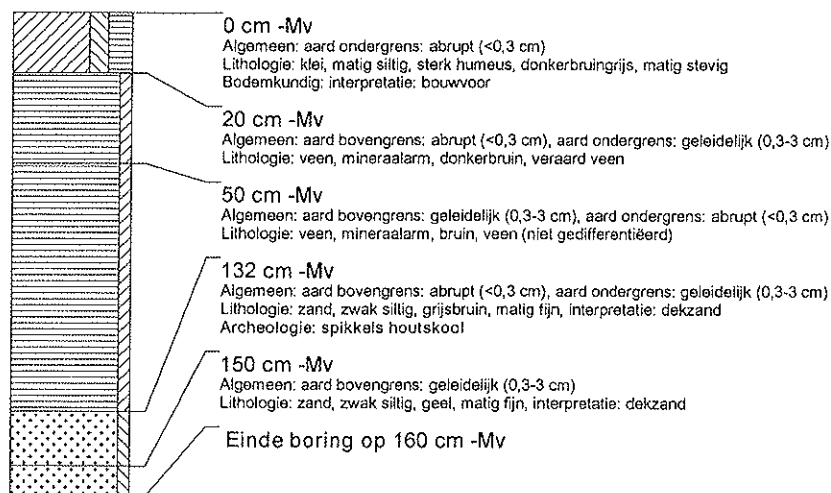 0 cm -Mv
Algemeen: aard ondergrens: abrupt (<0,3 cm)
Lithologie: klei, matig siltig, sterk humeus, donkerbruingrijs, matig stevig
Bodemkundig: interpretatie: bouwvoor
20 cm -Mv
Algemeen: aard bovengrens: abrupt (<0,3 cm), aard ondergrens: geleidelijk (0,3-3 cm)
Lithologie: veen, mineraalarm, donkerbruin, veraard veen
50 cm -Mv
Algemeen: aard bovengrens: geleidelijk (0,3-3 cm), aard ondergrens: abrupt (<0,3 cm)
Lithologie: veen, mineraalarm, bruin, veen (niet gedifferentiëerd)
132 cm -Mv
Algemeen: aard bovengrens: abrupt (<0,3 cm), aard ondergrens: geleidelijk (0,3-3 cm)
Lithologie: zand, zwak siltig, grijsbruin, matig fijn, interpretatie: dekzand
Archeologie: spikkels houtskool
150 cm -Mv
Algemeen: aard bovengrens: geleidelijk (0,3-3 cm)
Lithologie: zand, zwak siltig, geel, matig fijn, interpretatie: dekzand
Einde boring op 160 cm -Mv